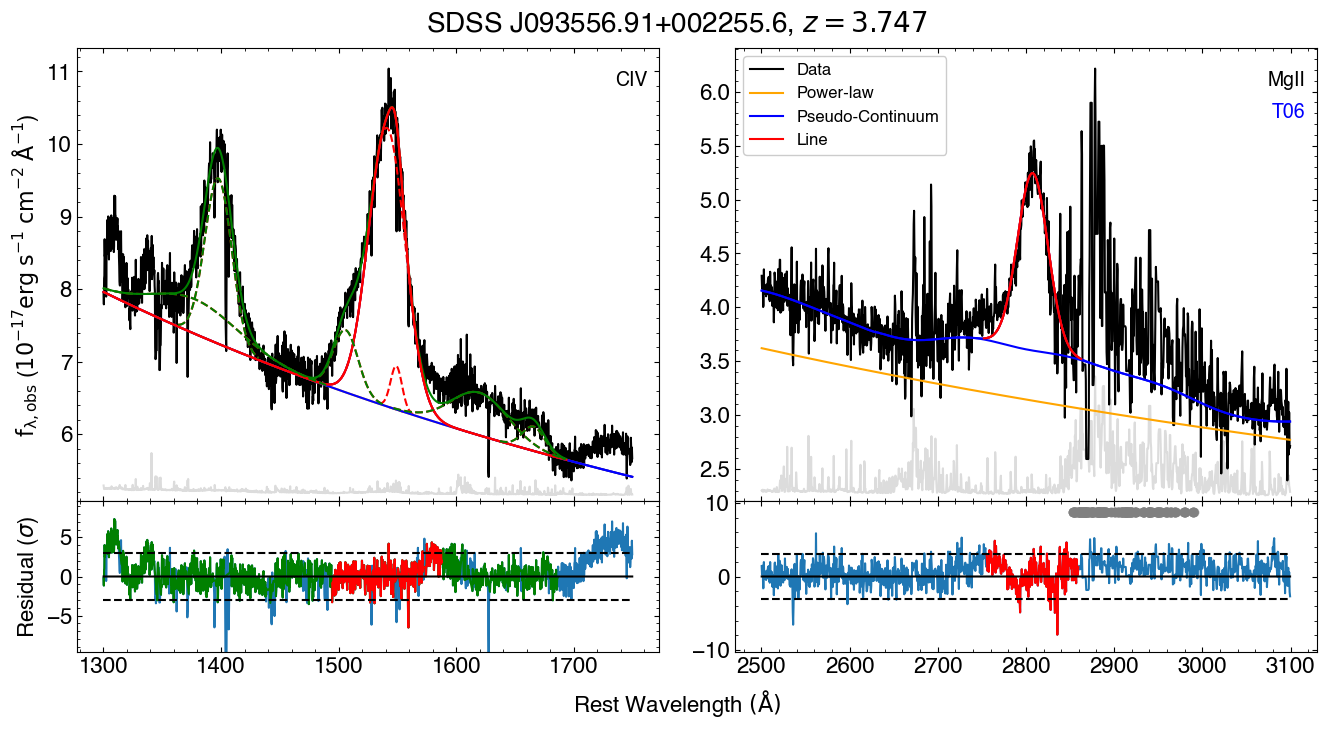 SDSS J093556.91+002255.6, z = 3.747
f_λ,obs (10⁻¹⁷erg s⁻¹ cm⁻² Å⁻¹)
CIV
11
10
9
8
7
6
Data
Power-law
Pseudo-Continuum
Line
MgII
T06
6.0
5.5
5.0
4.5
4.0
3.5
3.0
2.5
Residual (σ)
5
0
−5
1300 1400 1500 1600 1700
10
0
−10
2500 2600 2700 2800 2900 3000 3100
Rest Wavelength (Å)